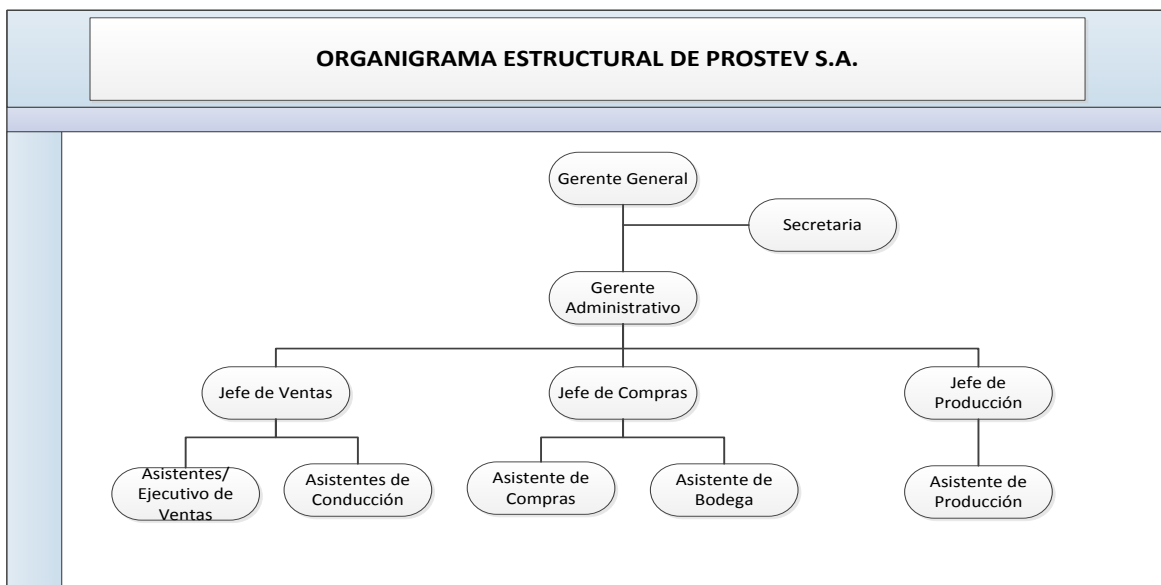 ORGANIGRAMA ESTRUCTURAL DE PROSTEV S.A.
Gerente General
Secretaria
Gerente
Administrativo
Jefe de Ventas
Jefe de Compras
Jefe de
Producción
Asistentes/
Ejecutivo de
Ventas
Asistentes de
Conducción
Asistente de
Compras
Asistente de
Bodega
Asistente de
Producción